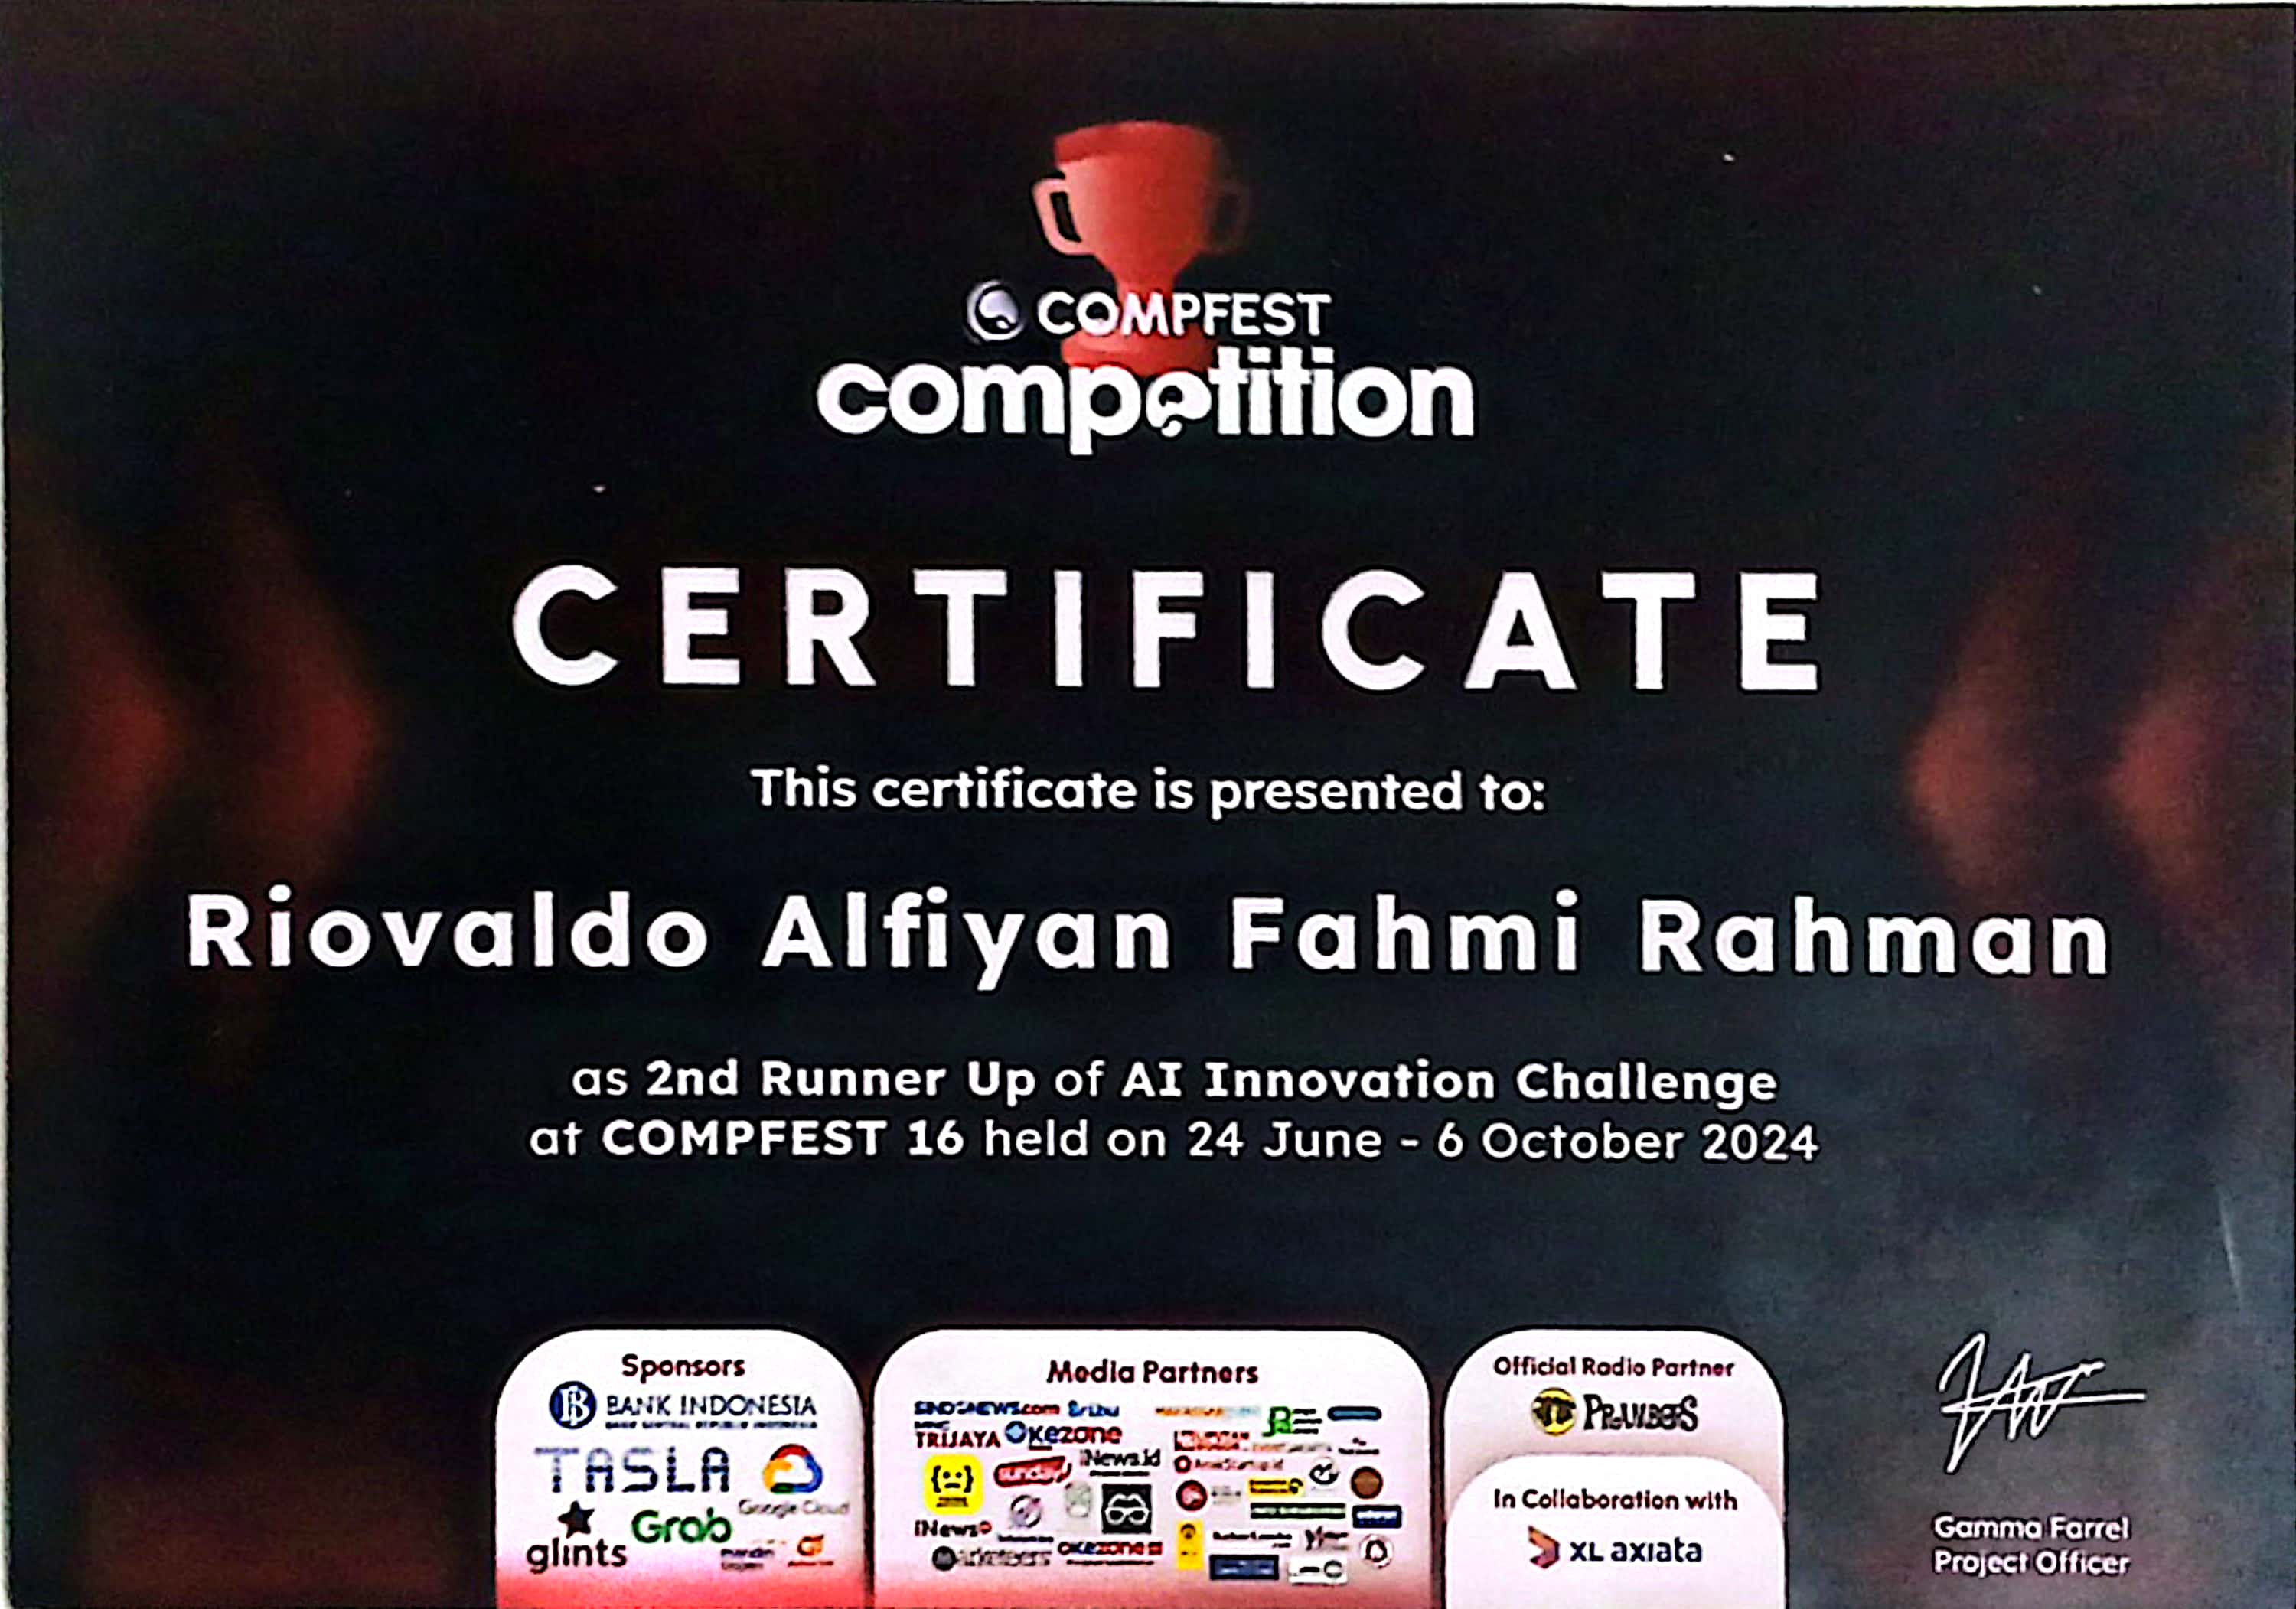 COMPFEST
competition
CERTIFICATE
This certificate is presented to:
Riovaldo Alfiyan Fahmi Rahman
as 2nd Runner Up of AI Innovation Challenge
at COMPFEST 16 held on 24 June - 6 October 2024
Sponsors
BANK INDONESIA
TASLA
Google Cloud
glints
Grab
Media Partners
SINDONEWS.com
TRIJAYA
Okezone
iNews.id
sunday
iNews
Marketeers
OKEZONE
Official Radio Partner
PRAMBORS
In Collaboration with
XL axiata
Gamma Farrel
Project Officer